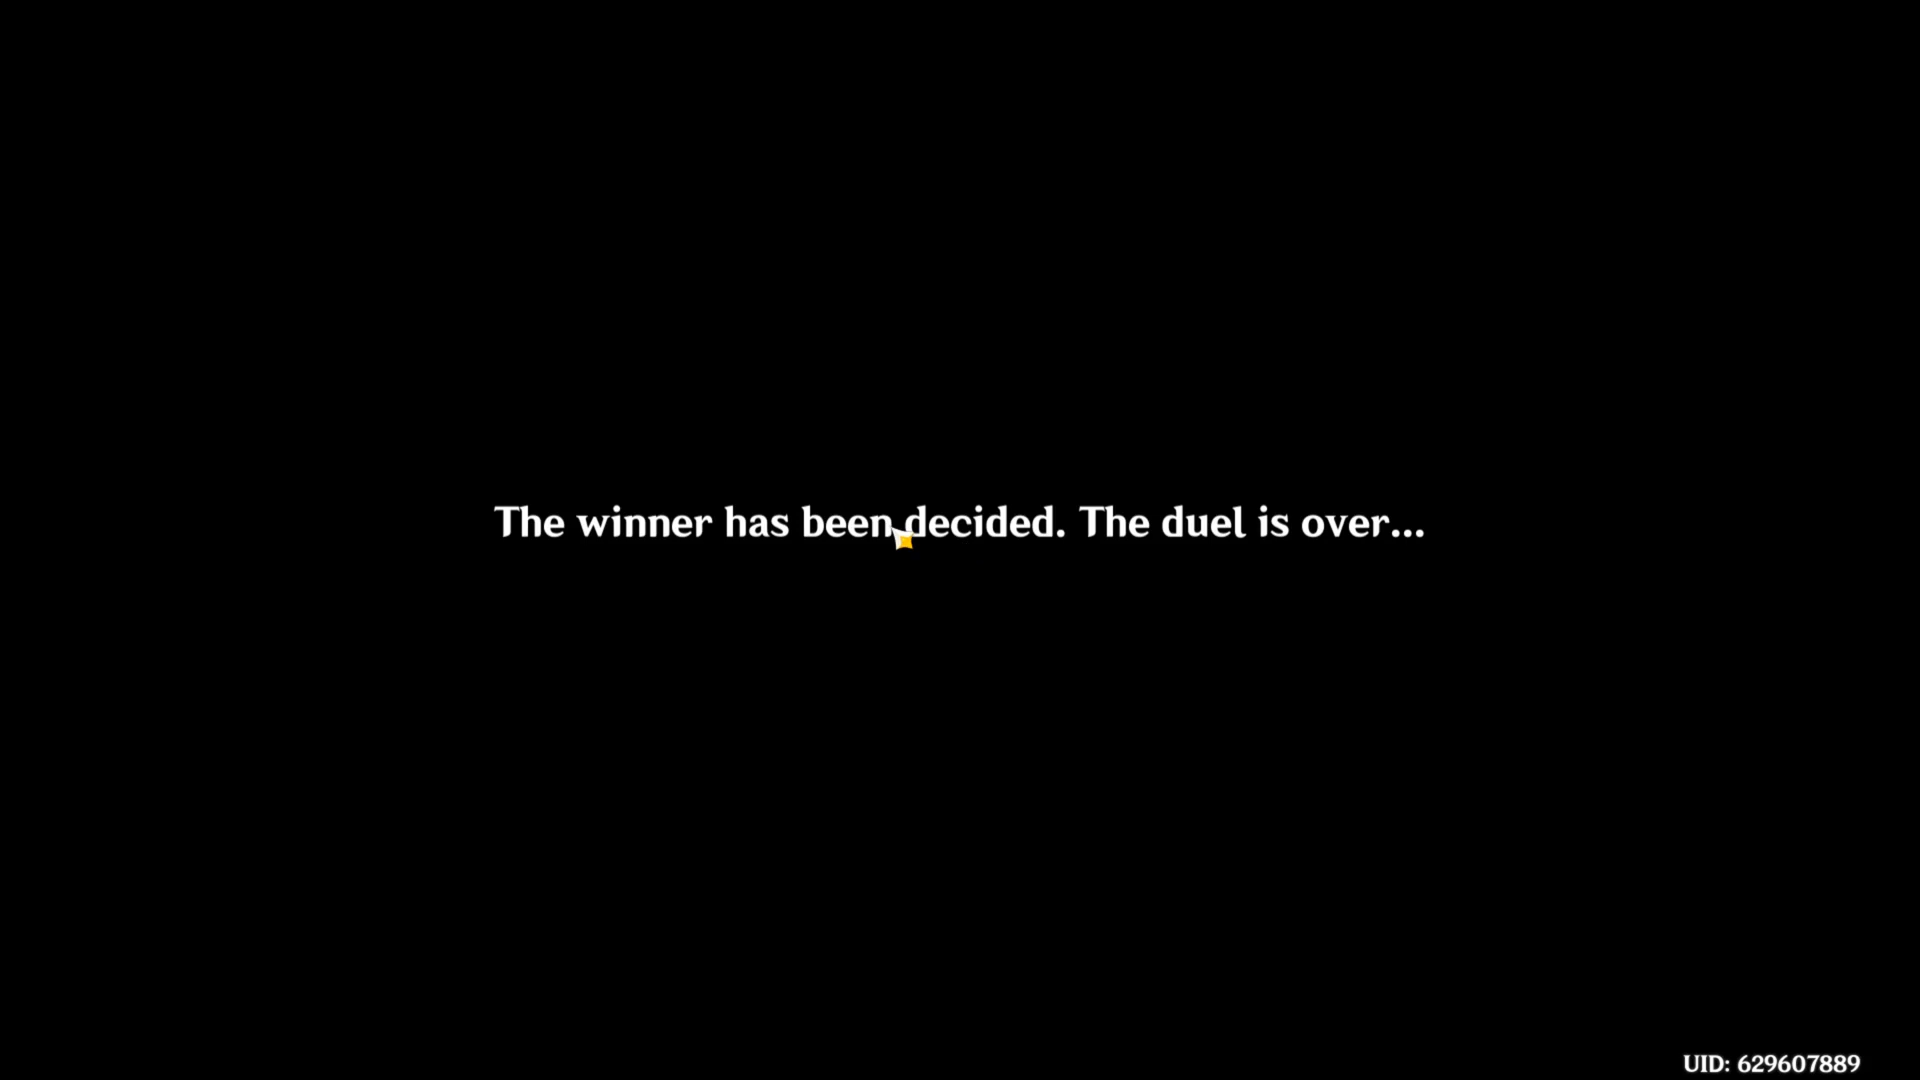 The winner has been decided. The duel is over...
UID: 629607889